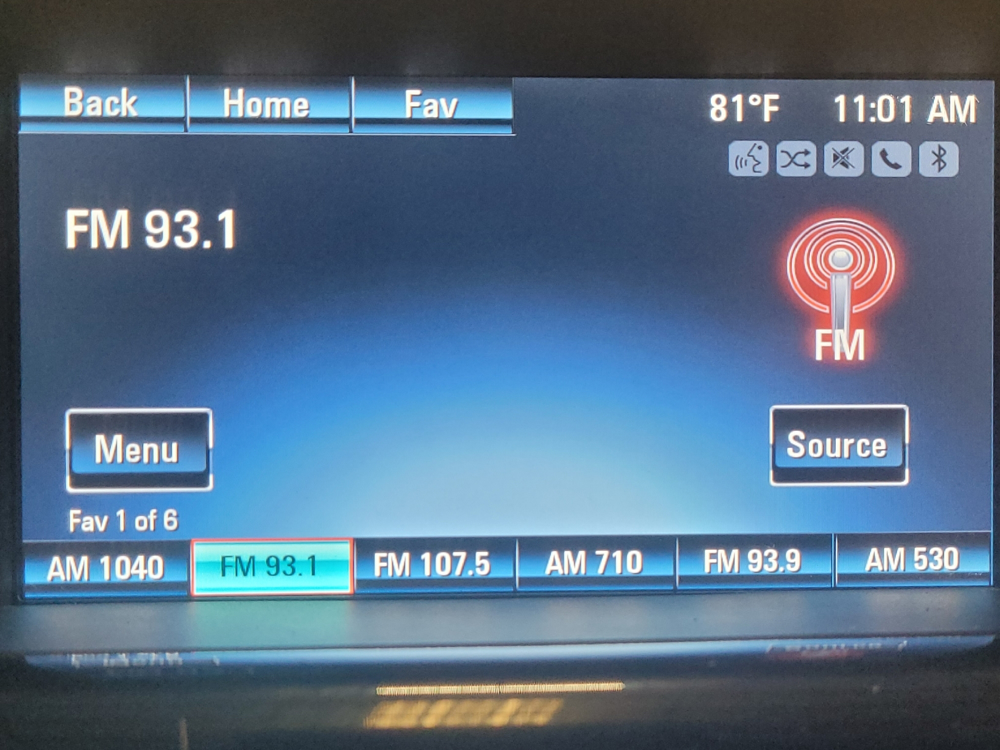 Back Home Fav 81°F 11:01 AM
FM 93.1
FM
Menu Source
Fav 1 of 6
AM 1040 FM 93.1 FM 107.5 AM 710 FM 93.9 AM 530